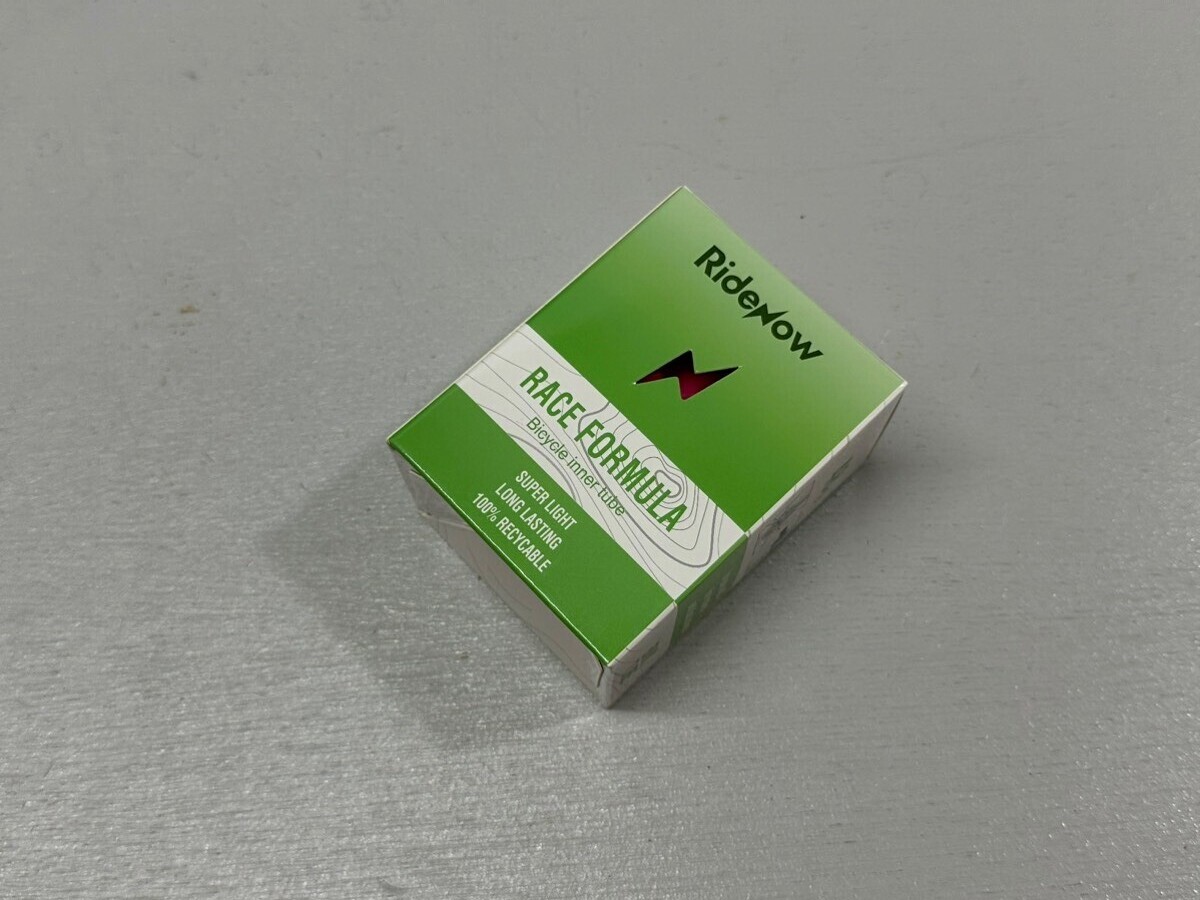 RideNow
RACE FORMULA
Bicycle inner tube
SUPER LIGHT
LONG LASTING
100% RECYCABLE